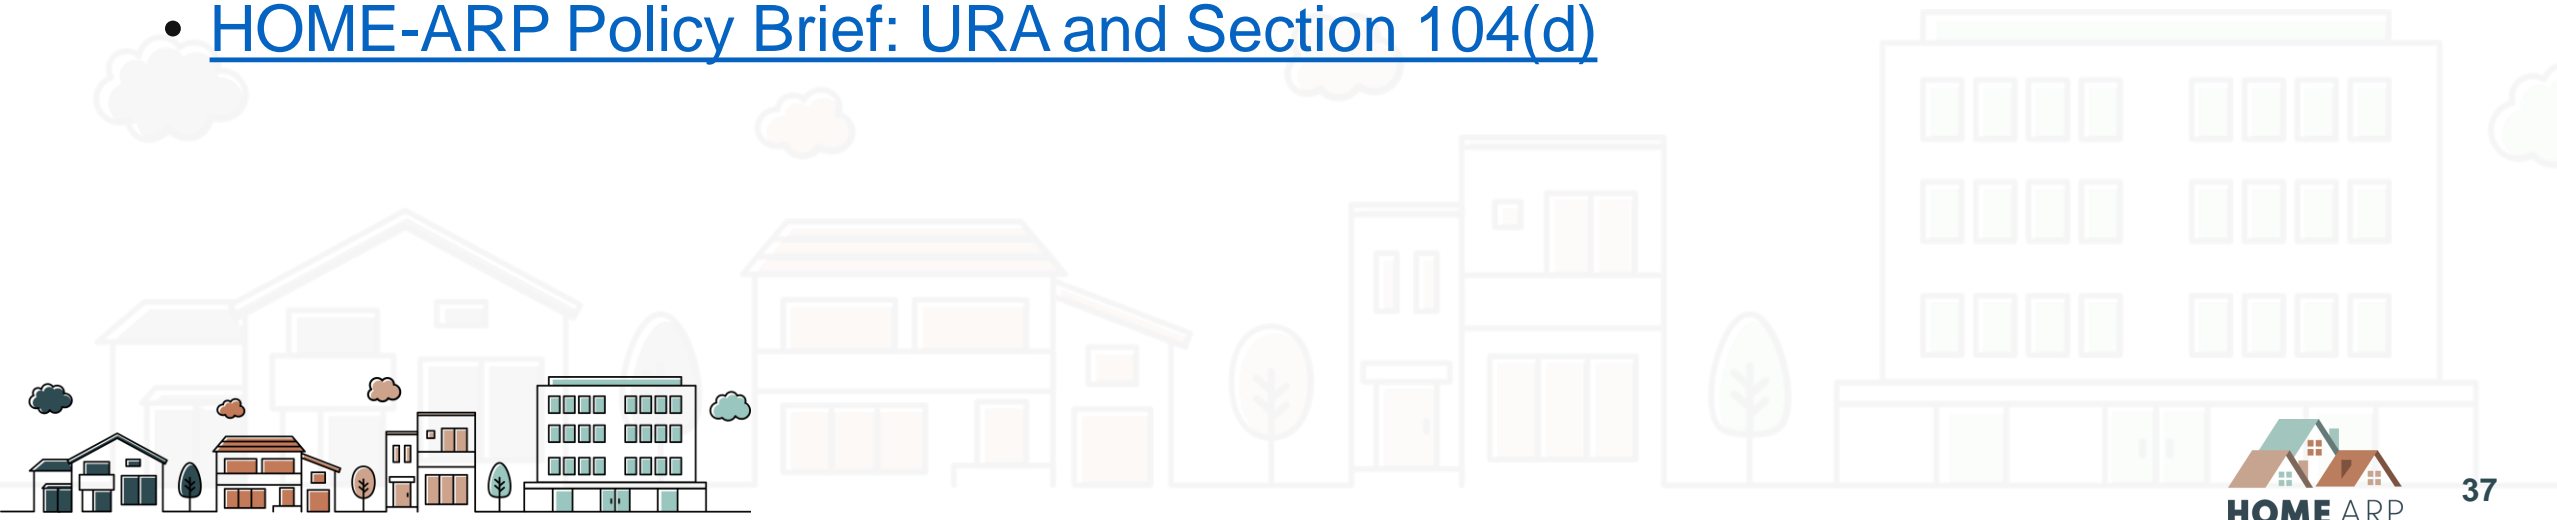 • HOME-ARP Policy Brief: URA and Section 104(d)
37
HOME ARP